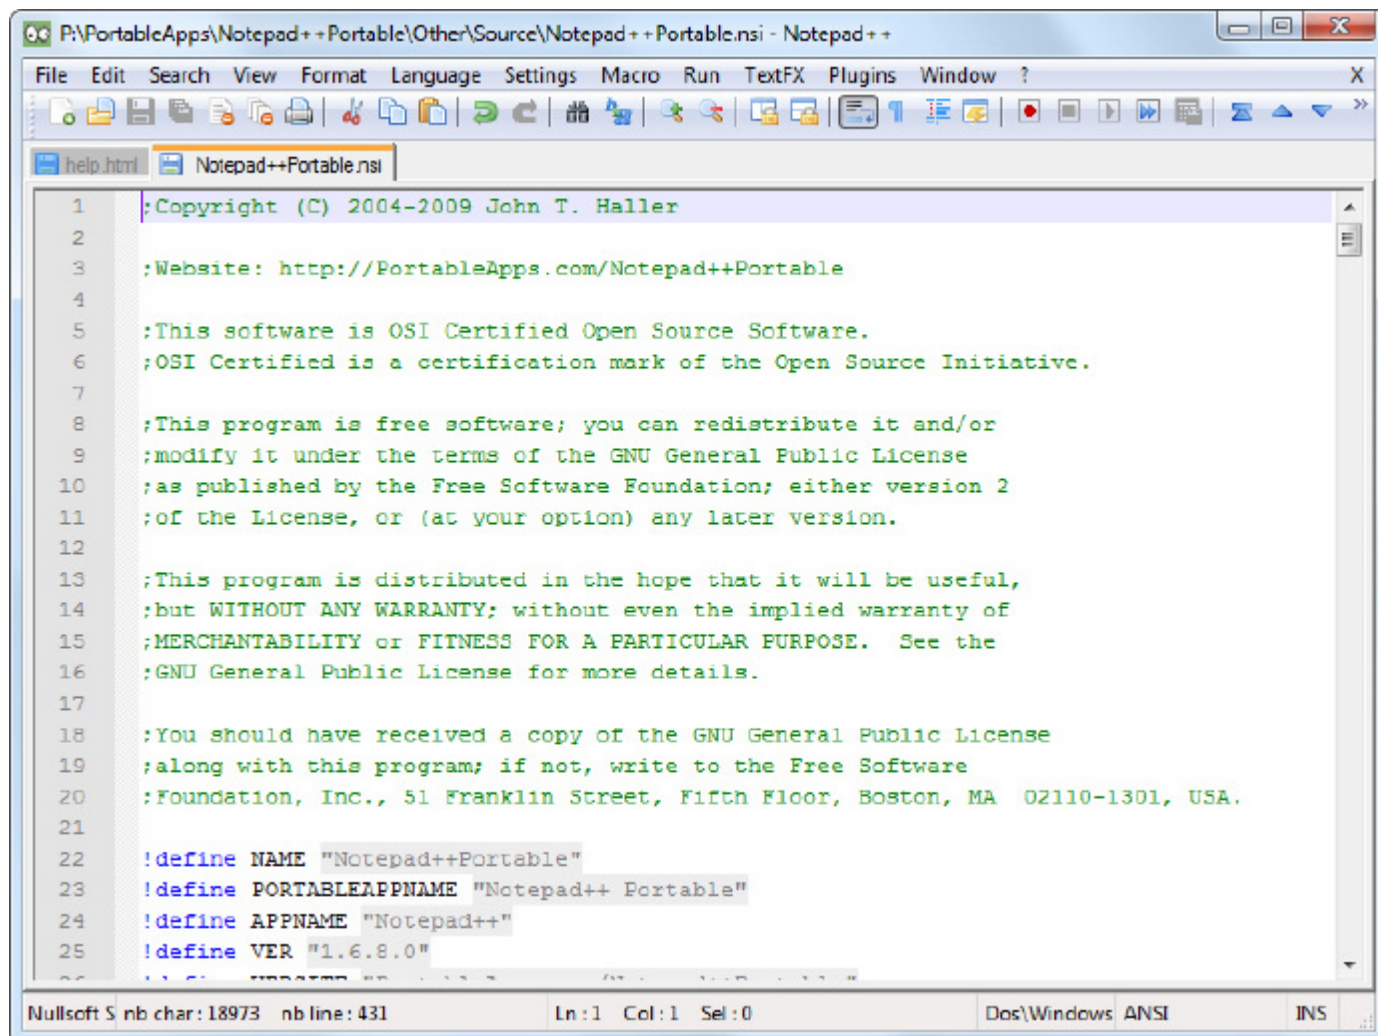 P:\PortableApps\Notepad++Portable\Other\Source\Notepad++Portable.nsi - Notepad++
File Edit Search View Format Language Settings Macro Run TextFX Plugins Window ? X
help.html Notepad++Portable.nsi
1 ;Copyright (C) 2004-2009 John T. Haller
2
3 ;Website: http://PortableApps.com/Notepad++Portable
4
5 ;This software is OSI Certified Open Source Software.
6 ;OSI Certified is a certification mark of the Open Source Initiative.
7
8 ;This program is free software; you can redistribute it and/or
9 ;modify it under the terms of the GNU General Public License
10 ;as published by the Free Software Foundation; either version 2
11 ;of the License, or (at your option) any later version.
12
13 ;This program is distributed in the hope that it will be useful,
14 ;but WITHOUT ANY WARRANTY; without even the implied warranty of
15 ;MERCHANTABILITY or FITNESS FOR A PARTICULAR PURPOSE.  See the
16 ;GNU General Public License for more details.
17
18 ;You should have received a copy of the GNU General Public License
19 ;along with this program; if not, write to the Free Software
20 ;Foundation, Inc., 51 Franklin Street, Fifth Floor, Boston, MA  02110-1301, USA.
21
22 !define NAME "Notepad++Portable"
23 !define PORTABLEAPPNAME "Notepad++ Portable"
24 !define APPNAME "Notepad++"
25 !define VER "1.6.8.0"
Nullsoft S nb char : 18973 nb line : 431 Ln : 1 Col : 1 Sel : 0 Dos\Windows ANSI INS